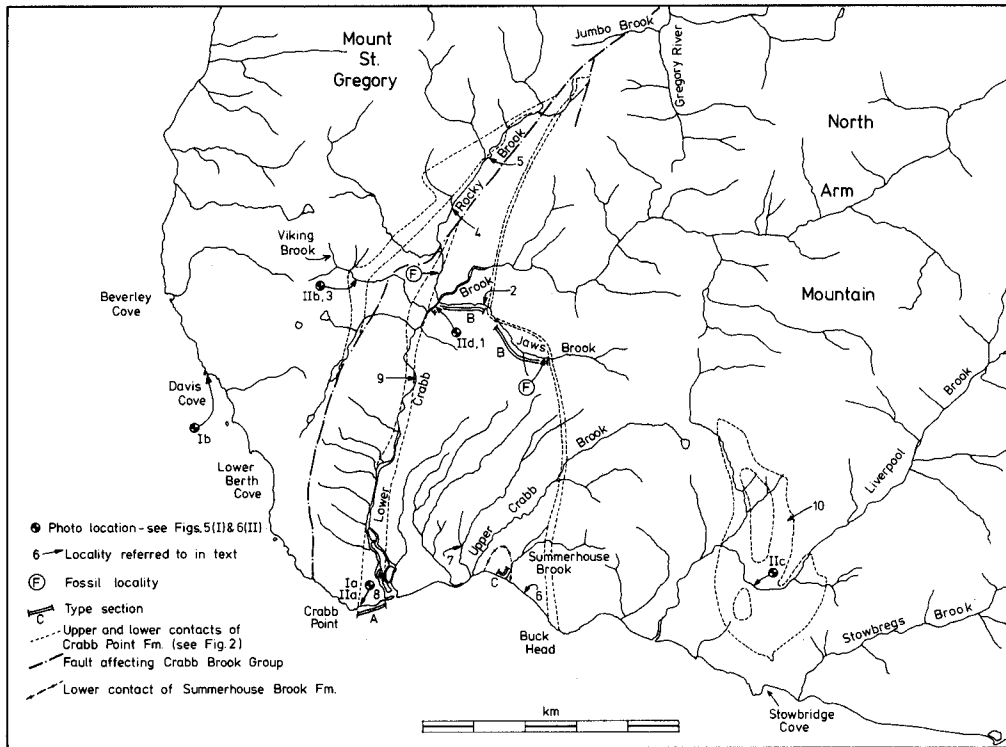 Mount
St.
Gregory
Jumbo Brook
Gregory River
North
Arm
Mountain
Rocky
Brook
5
4
Viking
Brook
F
Beverley
Cove
IIb,3
Brook
2
B
IId,1
Jaws
Brook
B
F
Davis
Cove
9
Crabb
Ib
Lower
Berth
Cove
Lower
Upper Crabb
Brook
Liverpool
Brook
10
7
Summerhouse
Brook
C
6
IIc
Ia
IIa
8
Crabb
Point
A
Buck
Head
Stowbregs
Brook
Stowbridge
Cove
Photo location - see Figs. 5(I) & 6(II)
6 Locality referred to in text
F Fossil locality
C Type section
Upper and lower contacts of
Crabb Point Fm. (see Fig. 2)
Fault affecting Crabb Brook Group
Lower contact of Summerhouse Brook Fm.
km